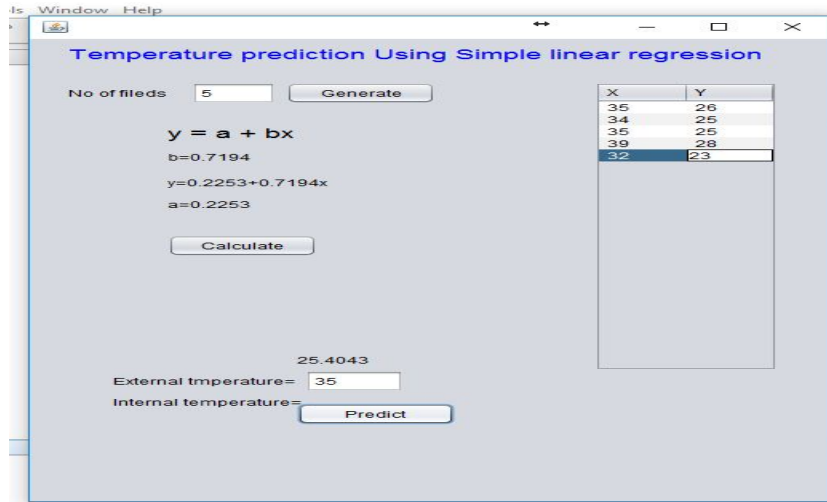 Window Help
Temperature prediction Using Simple linear regression
No of fileds 5 Generate
y = a + bx
b=0.7194
y=0.2253+0.7194x
a=0.2253
Calculate
X Y
35 26
34 25
35 25
39 28
32 23
25.4043
External tmperature= 35
Internal temperature=
Predict